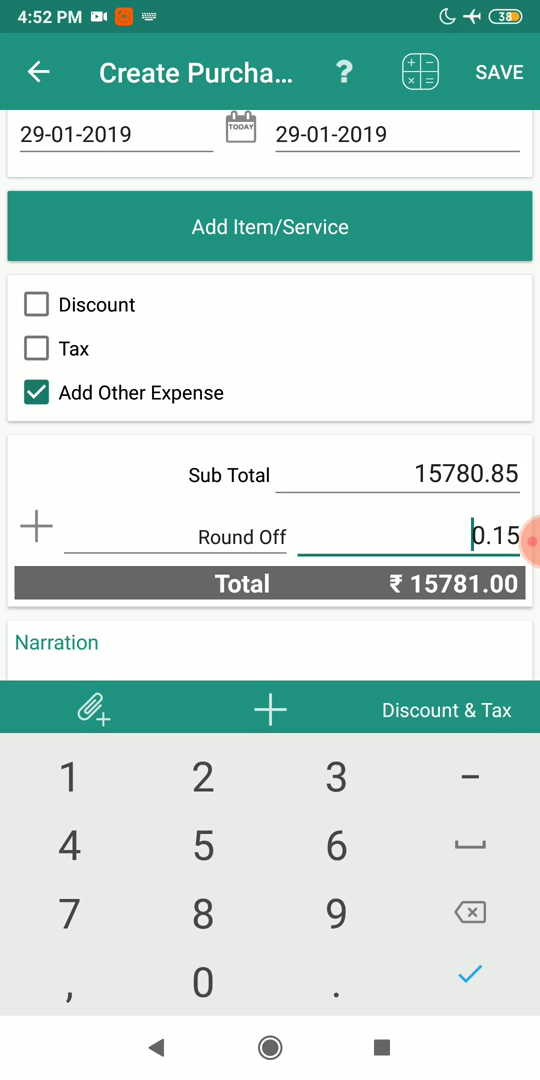 4:52 PM 38
Create Purcha... ? SAVE
29-01-2019 TODAY 29-01-2019
Add Item/Service
Discount
Tax
Add Other Expense
Sub Total 15780.85
Round Off 0.15
Total ₹ 15781.00
Narration
Discount & Tax
1 2 3 -
4 5 6
7 8 9
, 0 .